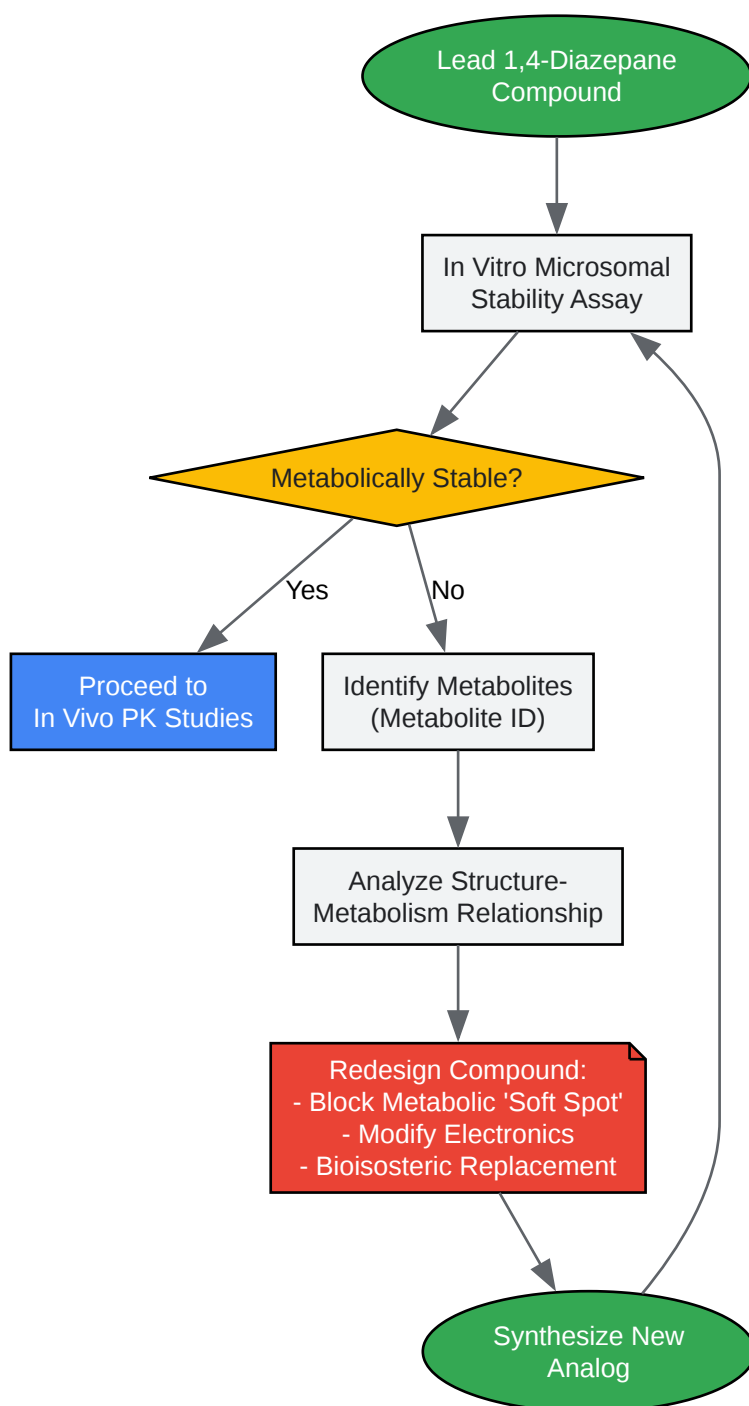 Lead 1,4-Diazepane
Compound
In Vitro Microsomal
Stability Assay
Metabolically Stable?
Yes
No
Proceed to
In Vivo PK Studies
Identify Metabolites
(Metabolite ID)
Analyze Structure-
Metabolism Relationship
Redesign Compound:
- Block Metabolic 'Soft Spot'
- Modify Electronics
- Bioisosteric Replacement
Synthesize New
Analog